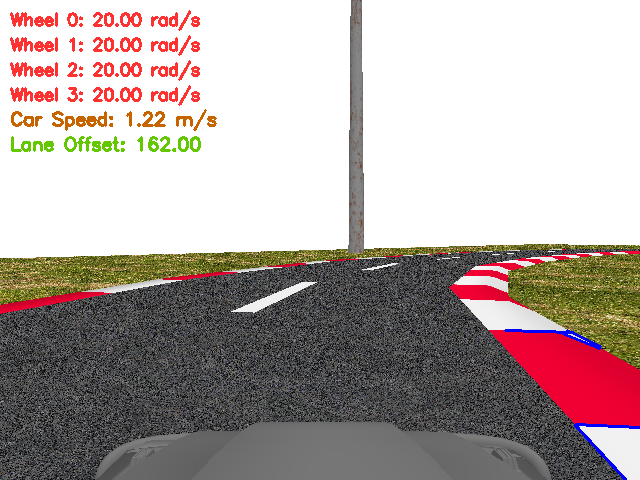 Wheel 0: 20.00 rad/s
Wheel 1: 20.00 rad/s
Wheel 2: 20.00 rad/s
Wheel 3: 20.00 rad/s
Car Speed: 1.22 m/s
Lane Offset: 162.00